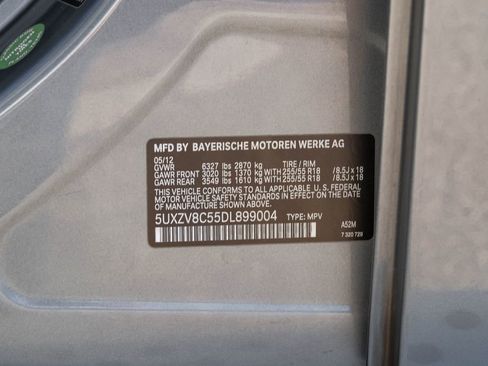 NITROGEN
MFD BY BAYERISCHE MOTOREN WERKE AG
05/12
GVWR 6327 lbs 2870 kg TIRE / RIM
GAWR FRONT 3020 lbs 1370 kg WITH 255/55 R18 / 8.5J x 18
GAWR REAR 3549 lbs 1610 kg WITH 255/55 R18 / 8.5J x 18
THIS VEHICLE CONFORMS TO ALL APPLICABLE U.S. FEDERAL
MOTOR VEHICLE SAFETY STANDARDS IN EFFECT ON THE
DATE OF MANUFACTURE SHOWN ABOVE.
5UXZV8C55DL899004 TYPE: MPV A52M
7 320 729